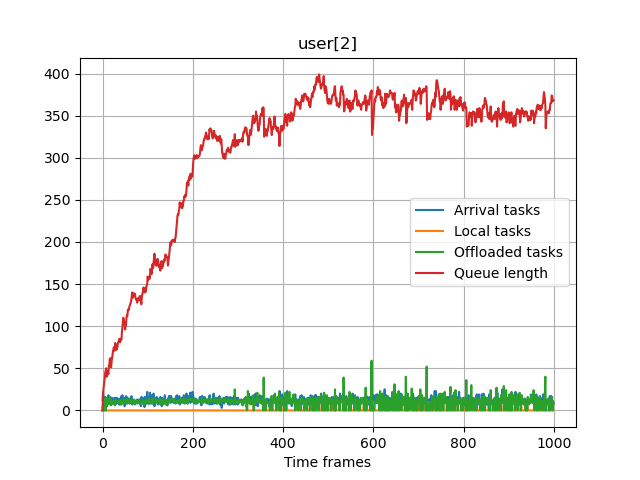 user[2]
400
350
300
250
200
150
100
50
0
Arrival tasks
Local tasks
Offloaded tasks
Queue length
0 200 400 600 800 1000
Time frames